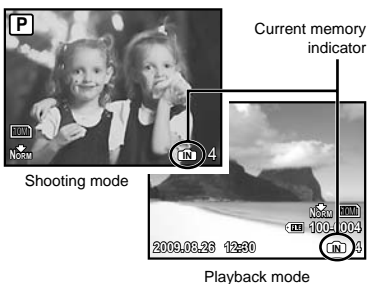 Current memory
indicator
P
10M
NORM
IN 4
Shooting mode
NORM 10M
FILE 100-0004
2009.08.26 12:30 IN 4
Playback mode